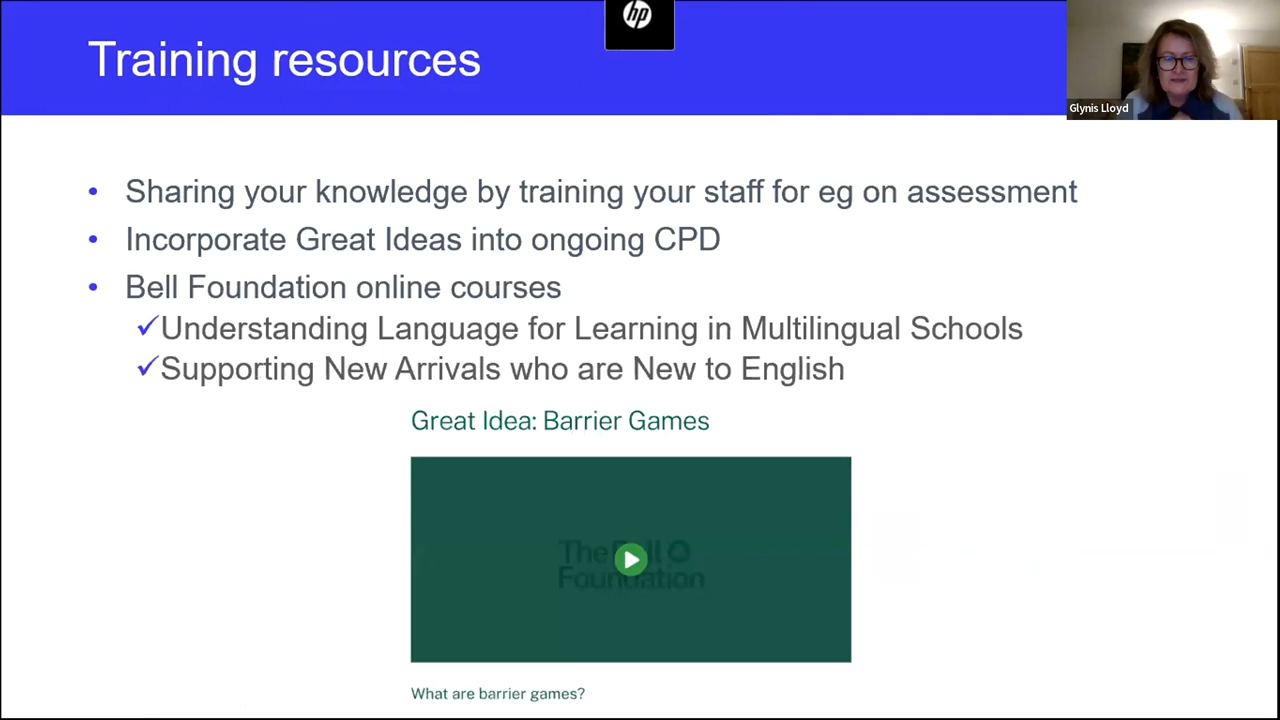 hp
Training resources
Glynis Lloyd
• Sharing your knowledge by training your staff for eg on assessment
• Incorporate Great Ideas into ongoing CPD
• Bell Foundation online courses
✓Understanding Language for Learning in Multilingual Schools
✓Supporting New Arrivals who are New to English
Great Idea: Barrier Games
The Bell
Foundation
What are barrier games?